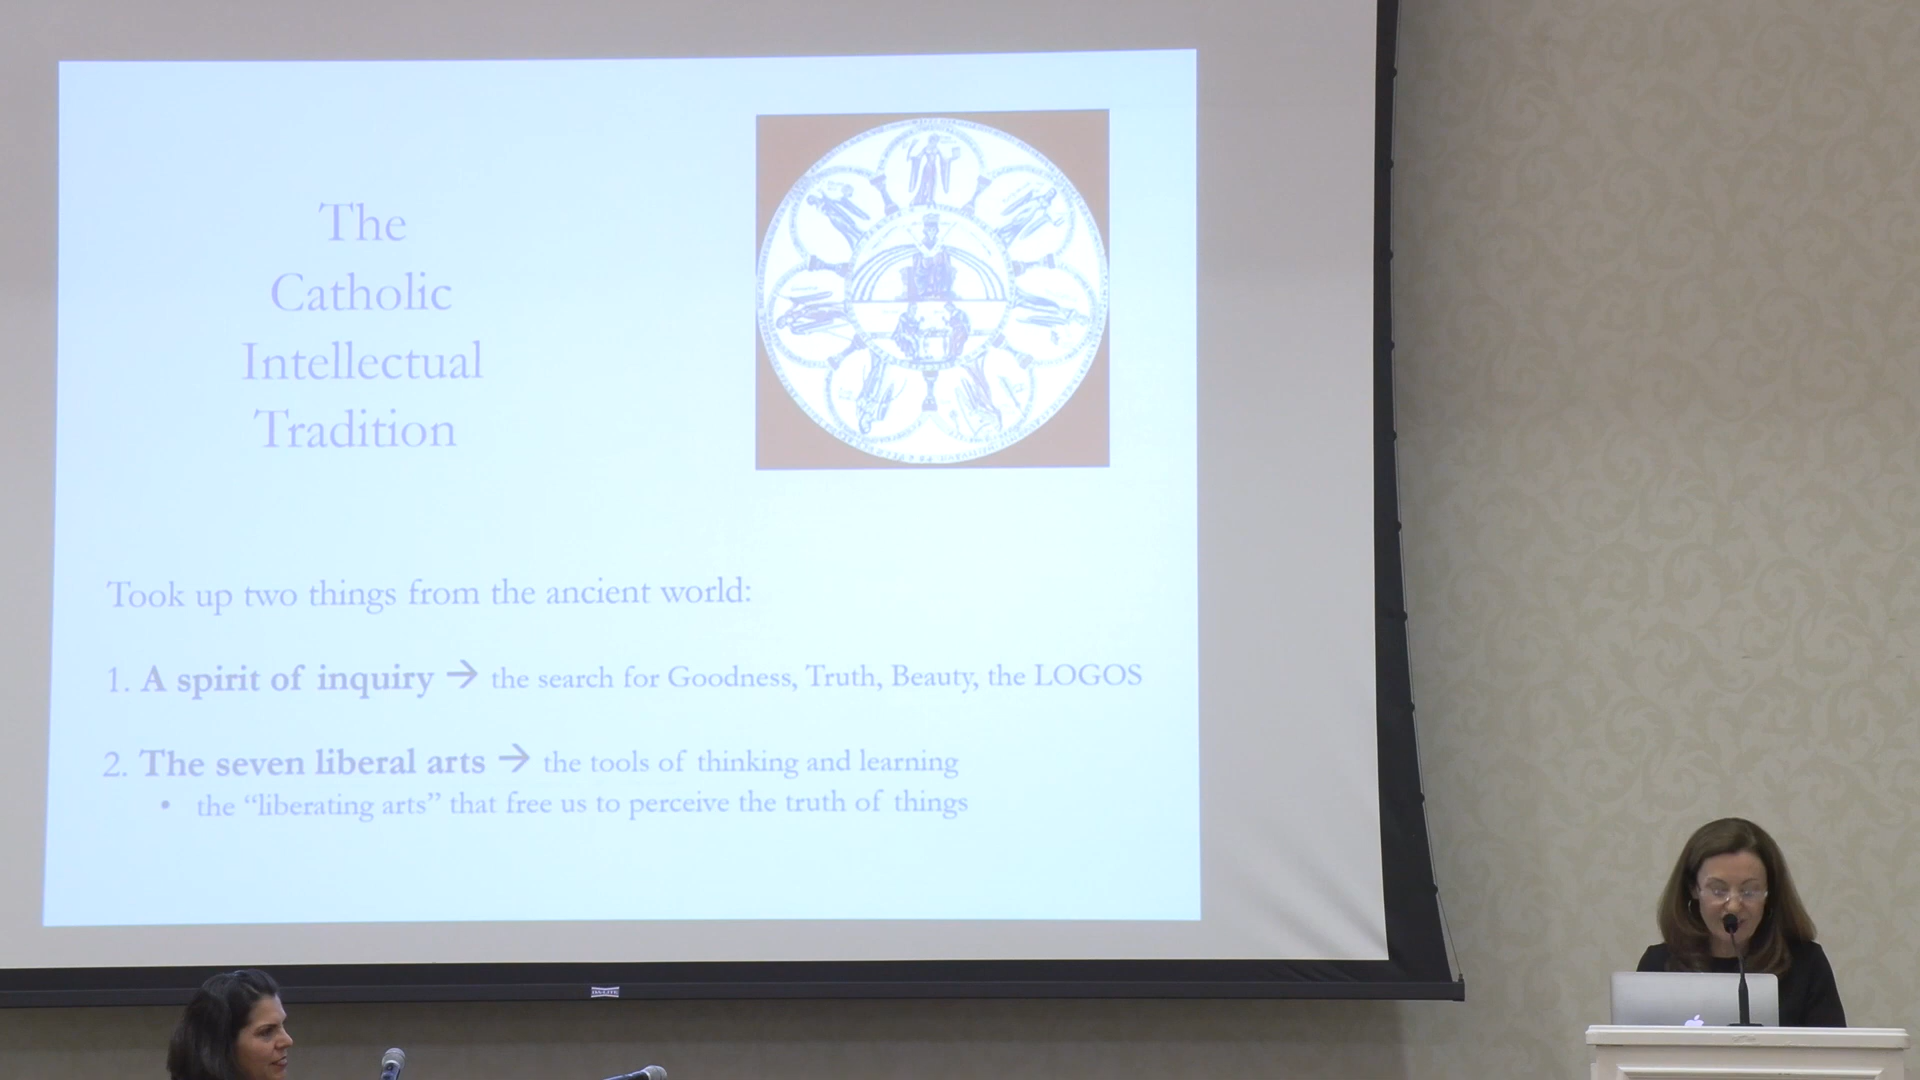 The
Catholic
Intellectual
Tradition
Took up two things from the ancient world:
1. A spirit of inquiry → the search for Goodness, Truth, Beauty, the LOGOS
2. The seven liberal arts → the tools of thinking and learning
• the “liberating arts” that free us to perceive the truth of things
DA-LITE